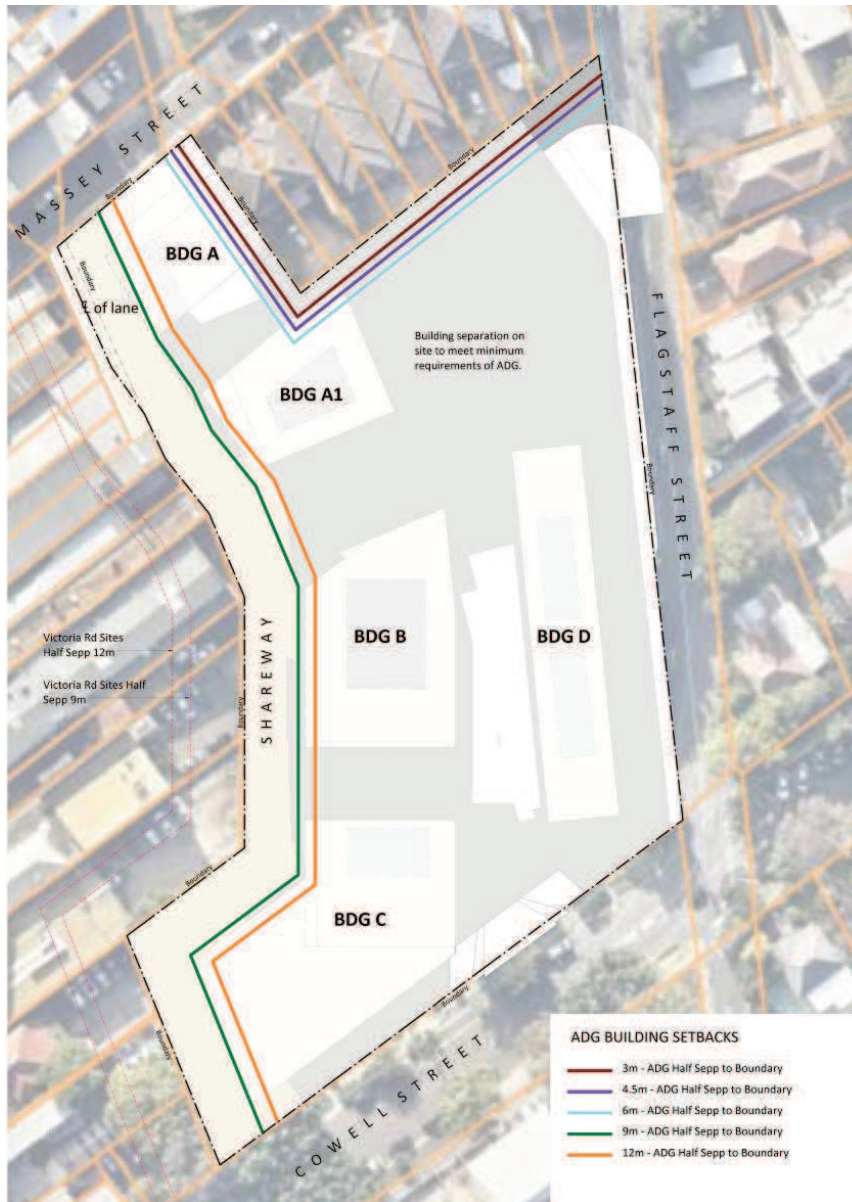 MASSEY STREET
Boundary
Boundary
Boundary
Boundary
Boundary
BDG A
℄ of lane
Building separation on
site to meet minimum
requirements of ADG.
BDG A1
FLAGSTAFF STREET
Boundary
Victoria Rd Sites
Half Sepp 12m
Victoria Rd Sites Half
Sepp 9m
SHAREWAY
Boundary
BDG B
BDG D
Boundary
BDG C
Boundary
Boundary
COWELL STREET
ADG BUILDING SETBACKS
3m - ADG Half Sepp to Boundary
4.5m - ADG Half Sepp to Boundary
6m - ADG Half Sepp to Boundary
9m - ADG Half Sepp to Boundary
12m - ADG Half Sepp to Boundary